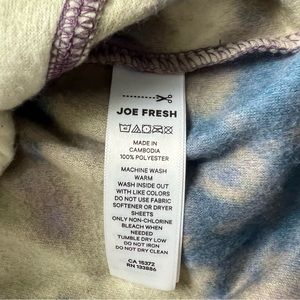 JOE FRESH
MADE IN
CAMBODIA
100% POLYESTER
MACHINE WASH
WARM
WASH INSIDE OUT
WITH LIKE COLORS
DO NOT USE FABRIC
SOFTENER OR DRYER
SHEETS
ONLY NON-CHLORINE
BLEACH WHEN
NEEDED
TUMBLE DRY LOW
DO NOT IRON
DO NOT DRY CLEAN
CA 15372
RN 133886